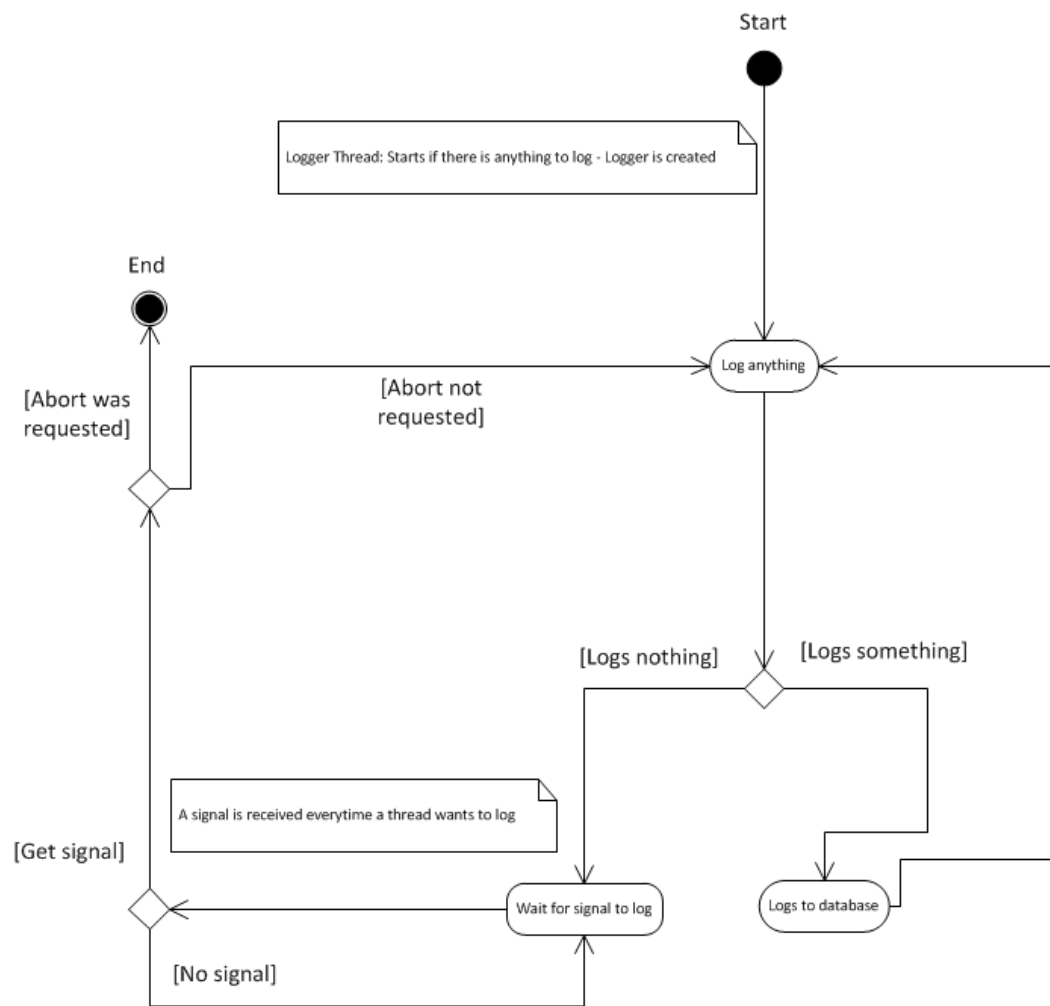 Start
Logger Thread: Starts if there is anything to log - Logger is created
End
Log anything
[Abort was
requested]
[Abort not
requested]
[Logs nothing]
[Logs something]
A signal is received everytime a thread wants to log
[Get signal]
Wait for signal to log
Logs to database
[No signal]